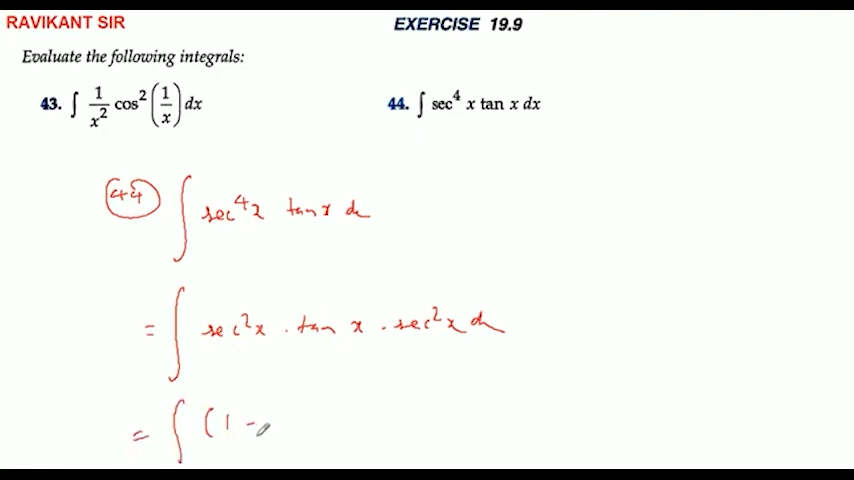 RAVIKANT SIR
EXERCISE 19.9
Evaluate the following integrals:
43. ∫ 1/x² cos² (1/x) dx 44. ∫ sec⁴ x tan x dx
44 ∫ sec⁴x tan x dx
= ∫ sec²x . tan x . sec²x dx
= ∫ (1 -